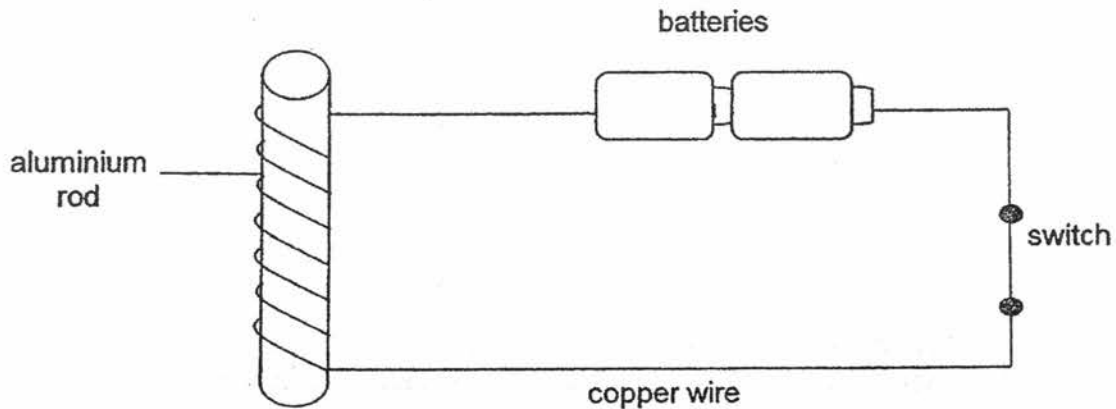 batteries
aluminium
rod
switch
copper wire